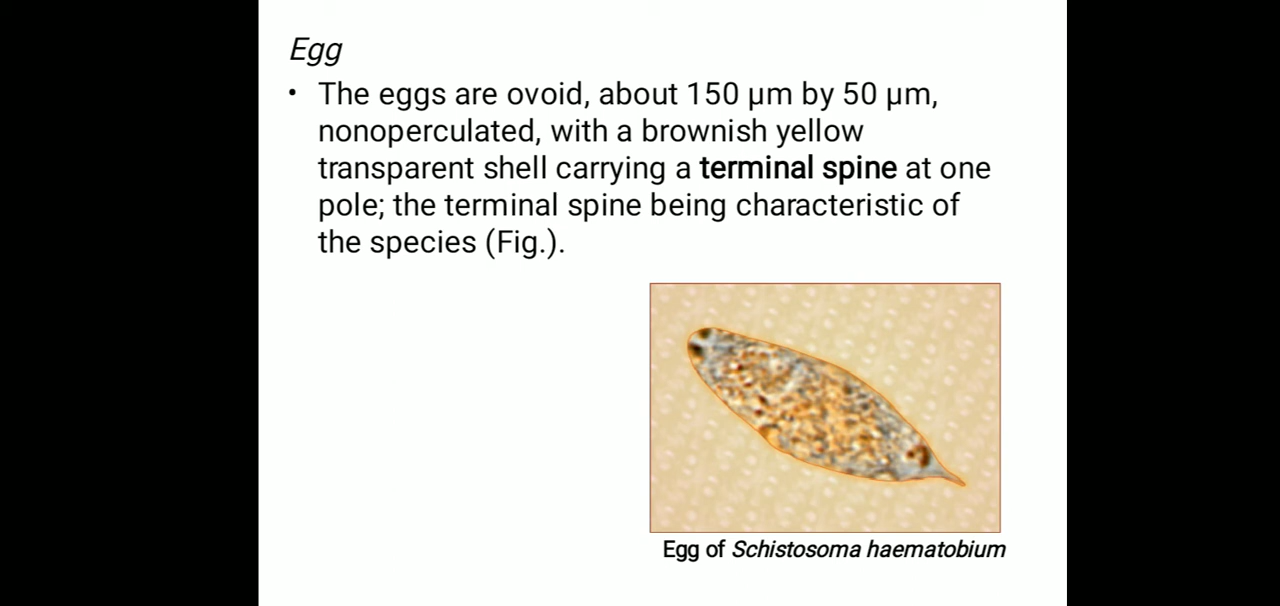 Egg
• The eggs are ovoid, about 150 µm by 50 µm,
nonoperculated, with a brownish yellow
transparent shell carrying a terminal spine at one
pole; the terminal spine being characteristic of
the species (Fig.).
Egg of Schistosoma haematobium